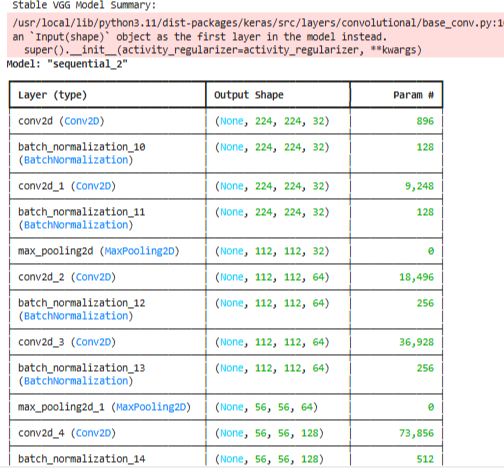 Stable VGG Model Summary:
/usr/local/lib/python3.11/dist-packages/keras/src/layers/convolutional/base_conv.py:1
an `Input(shape)` object as the first layer in the model instead.
super().__init__(activity_regularizer=activity_regularizer, **kwargs)
Model: "sequential_2"
Layer (type) Output Shape Param #
conv2d (Conv2D) (None, 224, 224, 32) 896
batch_normalization_10 (None, 224, 224, 32) 128
(BatchNormalization)
conv2d_1 (Conv2D) (None, 224, 224, 32) 9,248
batch_normalization_11 (None, 224, 224, 32) 128
(BatchNormalization)
max_pooling2d (MaxPooling2D) (None, 112, 112, 32) 0
conv2d_2 (Conv2D) (None, 112, 112, 64) 18,496
batch_normalization_12 (None, 112, 112, 64) 256
(BatchNormalization)
conv2d_3 (Conv2D) (None, 112, 112, 64) 36,928
batch_normalization_13 (None, 112, 112, 64) 256
(BatchNormalization)
max_pooling2d_1 (MaxPooling2D) (None, 56, 56, 64) 0
conv2d_4 (Conv2D) (None, 56, 56, 128) 73,856
batch_normalization_14 (None, 56, 56, 128) 512